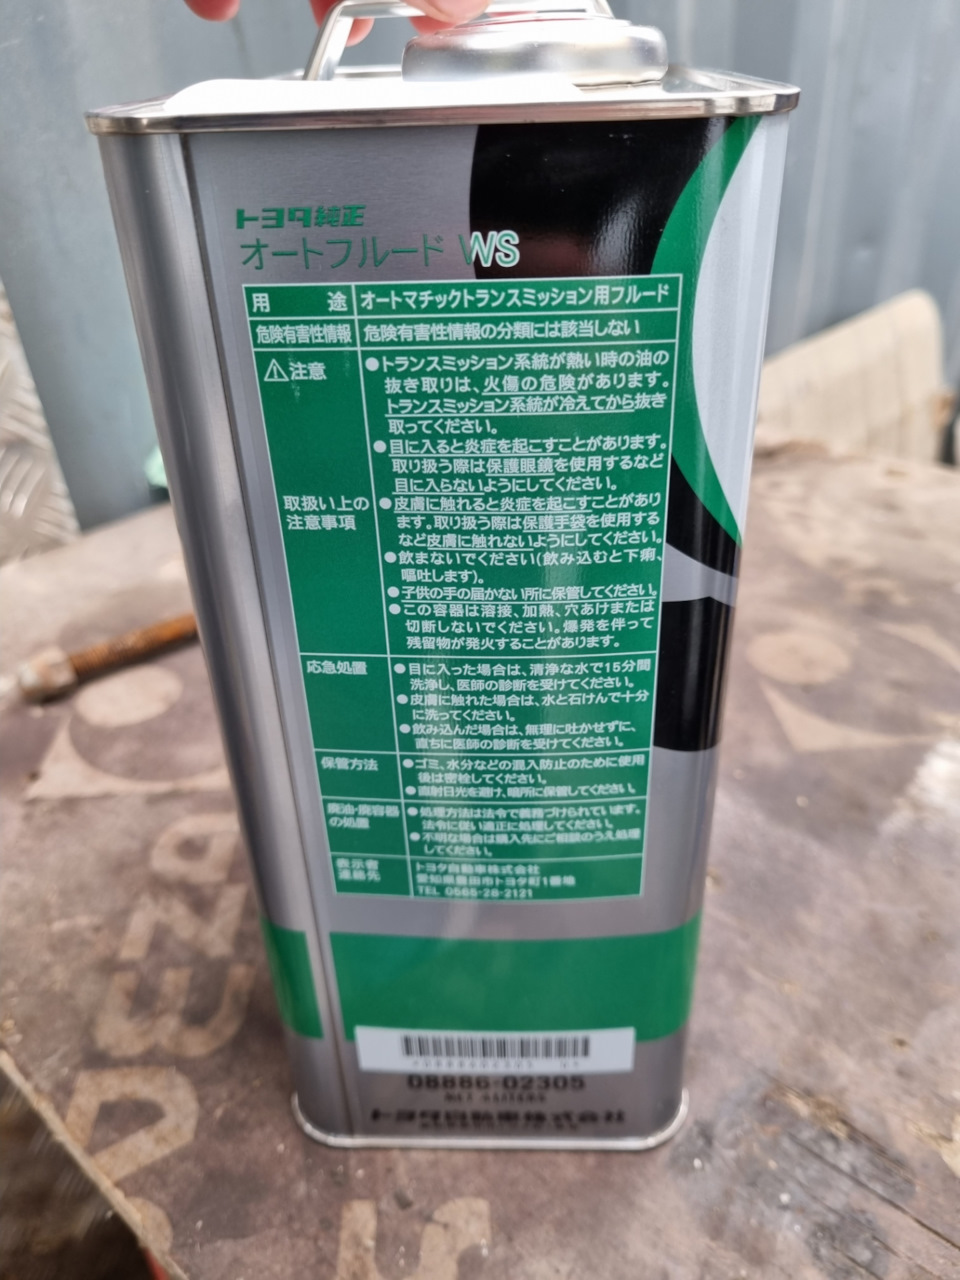 トヨタ純正
オートフルード WS
用途 オートマチックトランスミッション用フルード
危険有害性情報 危険有害性情報の分類には該当しない
⚠注意
取扱い上の
注意事項
●トランスミッション系統が熱い時の油の
抜き取りは、火傷の危険があります。
トランスミッション系統が冷えてから抜き
取ってください。
●目に入ると炎症を起こすことがあります。
取り扱う際は保護眼鏡を使用するなど
目に入らないようにしてください。
●皮膚に触れると炎症を起こすことがあり
ます。取り扱う際は保護手袋を使用する
など皮膚に触れないようにしてください。
●飲まないでください(飲み込むと下痢、
嘔吐します)。
●子供の手の届かない所に保管してください。
●この容器は溶接、加熱、穴あけまたは
切断しないでください。爆発を伴って
残留物が発火することがあります。
応急処置
●目に入った場合は、清浄な水で15分間
洗浄し、医師の診断を受けてください。
●皮膚に触れた場合は、水と石けんで十分
に洗ってください。
●飲み込んだ場合は、無理に吐かせずに、
直ちに医師の診断を受けてください。
保管方法
●ゴミ、水分などの混入防止のために使用
後は密栓してください。
●直射日光を避け、暗所に保管してください。
廃油・廃容器
の処置
●処理方法は法令で義務づけられています。
法令に従い適正に処理してください。
●不明な場合は購入先にご相談のうえ処理
してください。
表示者
連絡先
トヨタ自動車株式会社
愛知県豊田市トヨタ町1番地
TEL 0565-28-2121
08886-02305
NET 4 LITERS
トヨタ自動車株式会社